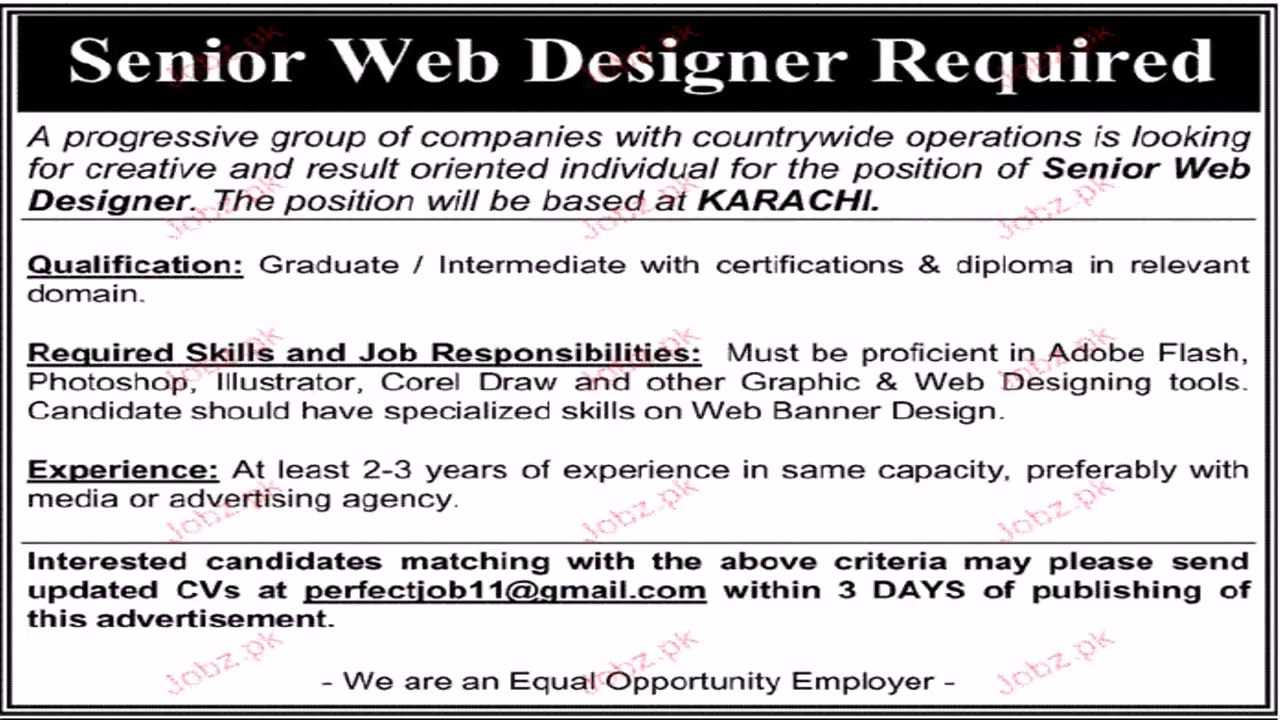 Senior Web Designer Required
A progressive group of companies with countrywide operations is looking
for creative and result oriented individual for the position of Senior Web
Designer. The position will be based at KARACHI.
Qualification: Graduate / Intermediate with certifications & diploma in relevant
domain.
Required Skills and Job Responsibilities: Must be proficient in Adobe Flash,
Photoshop, Illustrator, Corel Draw and other Graphic & Web Designing tools.
Candidate should have specialized skills on Web Banner Design.
Experience: At least 2-3 years of experience in same capacity, preferably with
media or advertising agency.
Interested candidates matching with the above criteria may please send
updated CVs at perfectjob11@gmail.com within 3 DAYS of publishing of
this advertisement.
- We are an Equal Opportunity Employer -
Jobz.pk